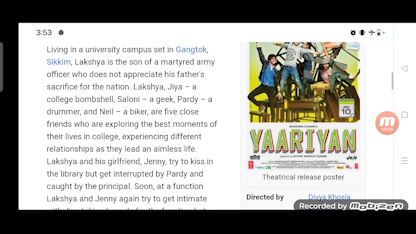 3:53
Living in a university campus set in Gangtok,
Sikkim, Lakshya is the son of a martyred army
officer who does not appreciate his father's
sacrifice for the nation. Lakshya, Jiya – a
college bombshell, Saloni – a geek, Pardy – a
drummer, and Neil – a biker, are five close
friends who are exploring the best moments
of their lives in college, experiencing different
relationships as they lead an aimless life.
Lakshya and his girlfriend, Jenny, try to kiss in
the library but get interrupted by Pardy and
caught by the principal. Soon, at a function
Lakshya and Jenny again try to get intimate
10
YAARIYAN
Theatrical release poster
Directed by Divya Khosla
Recorded by MOBIZEN